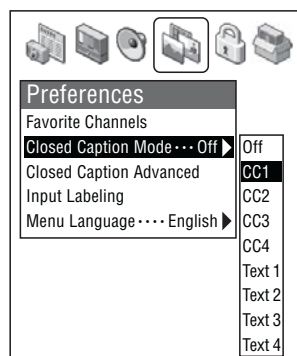 Preferences
Favorite Channels
Closed Caption Mode ··· Off
Closed Caption Advanced
Input Labeling
Menu Language ···· English
Off
CC1
CC2
CC3
CC4
Text 1
Text 2
Text 3
Text 4